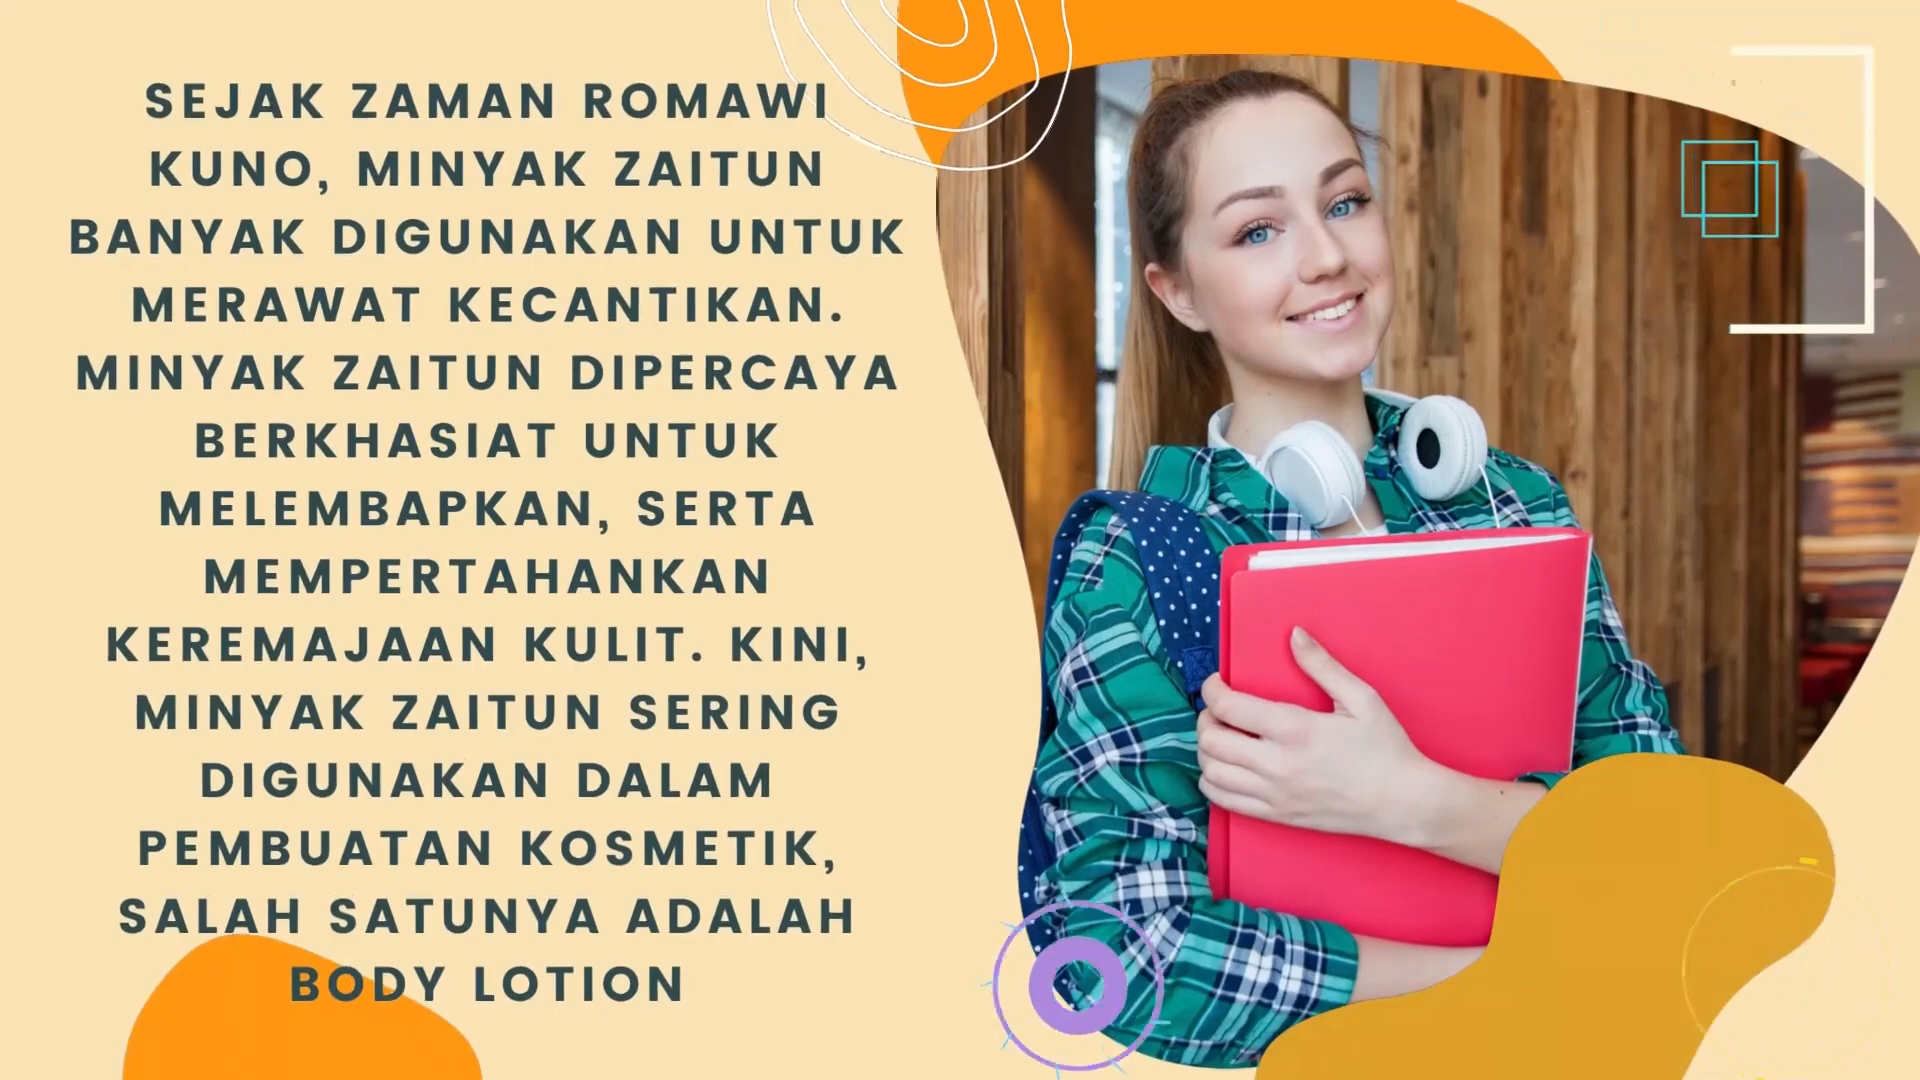 SEJAK ZAMAN ROMAWI
KUNO, MINYAK ZAITUN
BANYAK DIGUNAKAN UNTUK
MERAWAT KECANTIKAN.
MINYAK ZAITUN DIPERCAYA
BERKHASIAT UNTUK
MELEMBAPKAN, SERTA
MEMPERTAHANKAN
KEREMAJAAN KULIT. KINI,
MINYAK ZAITUN SERING
DIGUNAKAN DALAM
PEMBUATAN KOSMETIK,
SALAH SATUNYA ADALAH
BODY LOTION